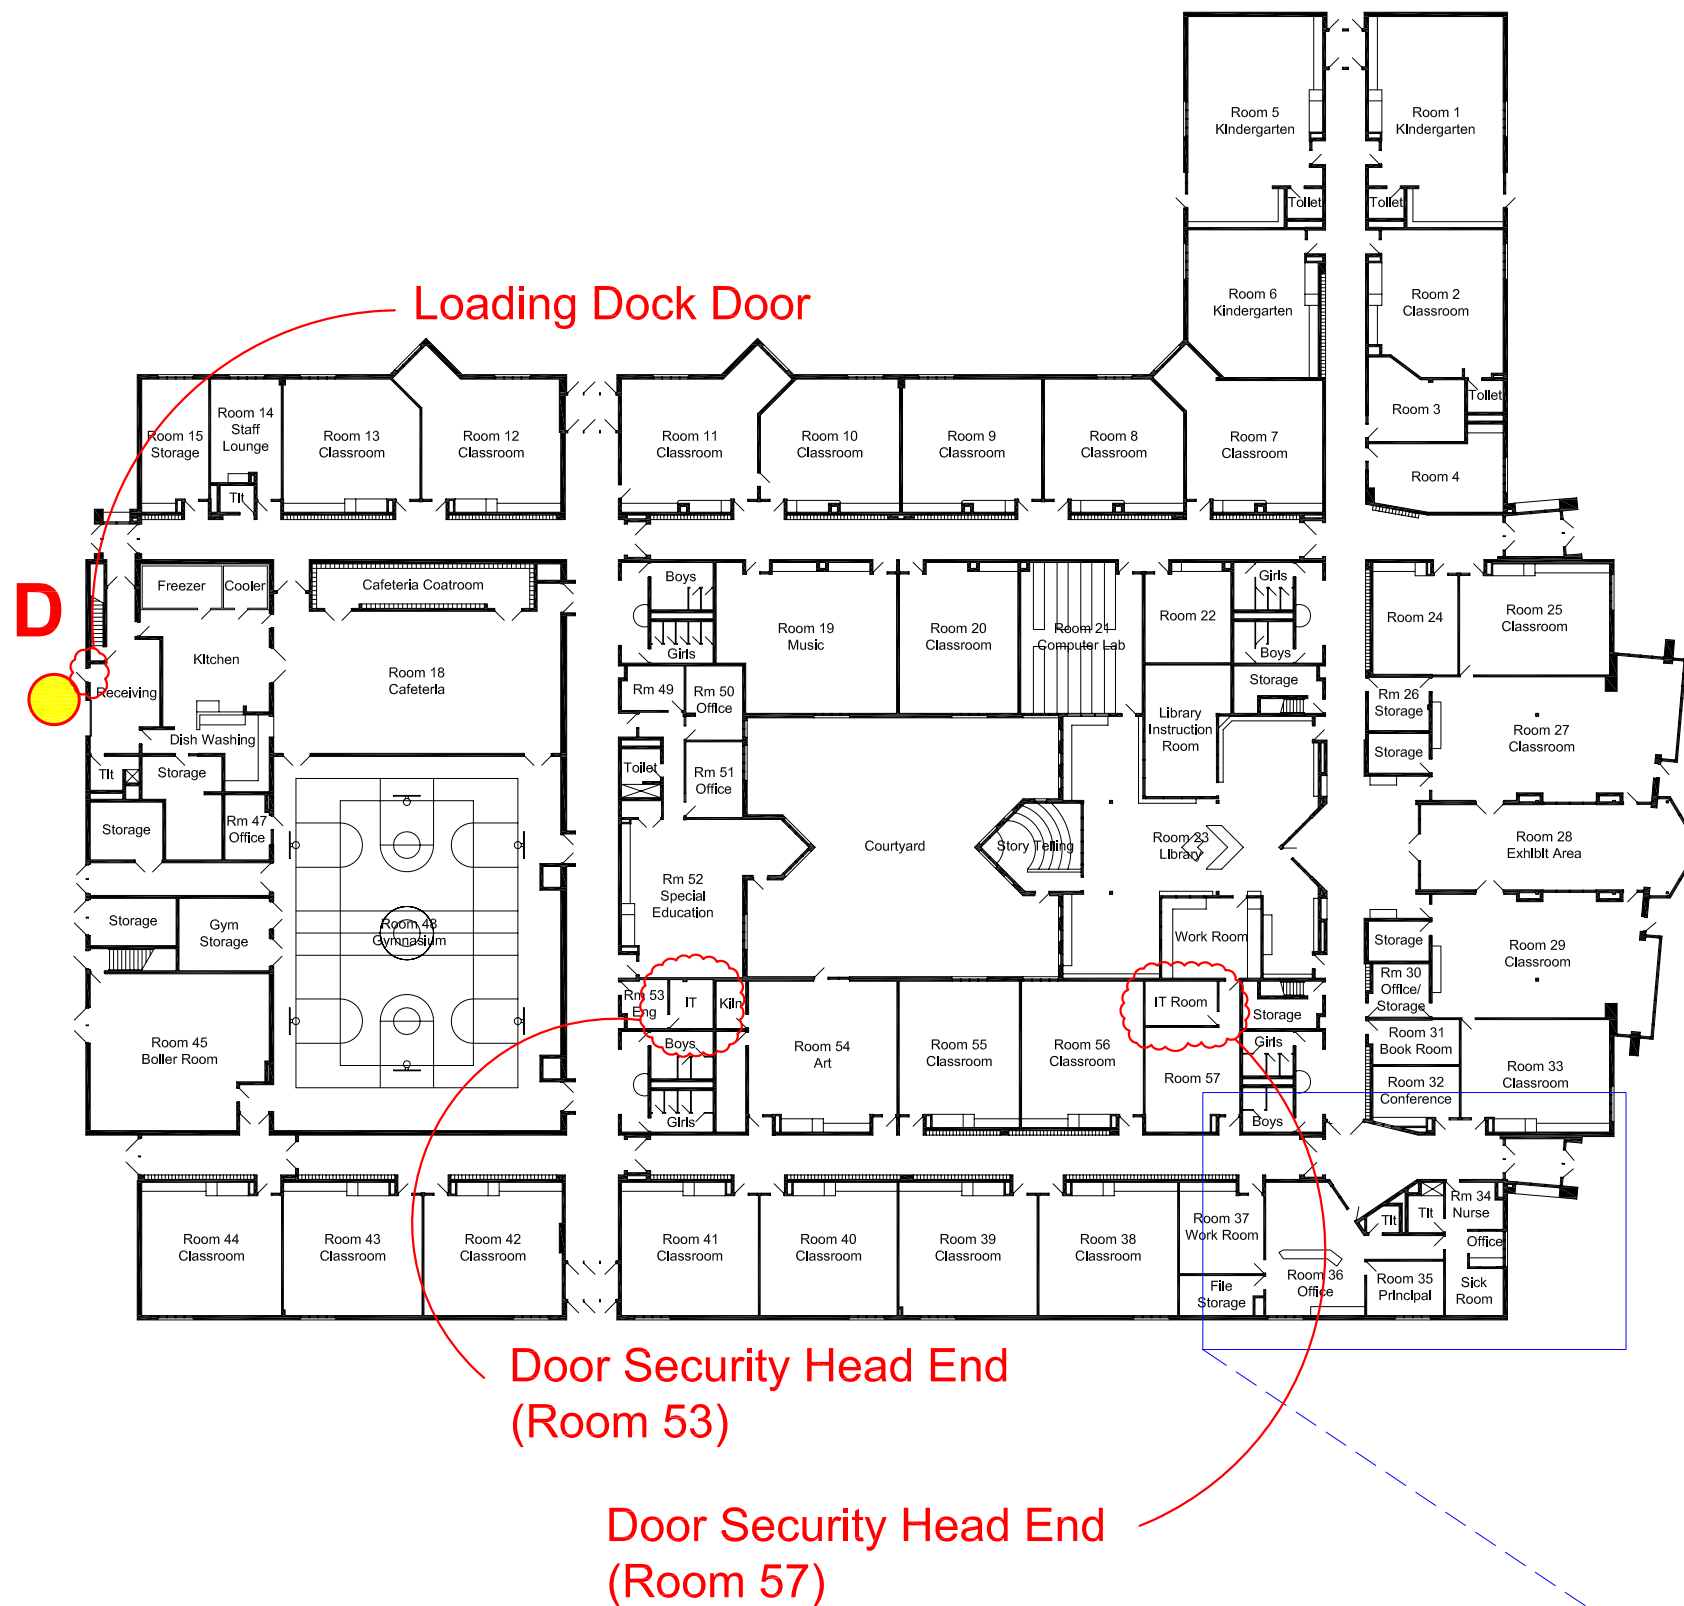 Room 5
Kindergarten
Room 1
Kindergarten
Toilet
Toilet
Room 6
Kindergarten
Room 2
Classroom
Loading Dock Door
Room 3
Toilet
Room 4
Room 15
Storage
Room 14
Staff
Lounge
Tlt
Room 13
Classroom
Room 12
Classroom
Room 11
Classroom
Room 10
Classroom
Room 9
Classroom
Room 8
Classroom
Room 7
Classroom
D
Freezer
Cooler
Cafeteria Coatroom
Kitchen
Receiving
Dish Washing
Room 18
Cafeteria
Boys
Girls
Room 19
Music
Room 20
Classroom
Room 21
Computer Lab
Room 22
Girls
Boys
Storage
Room 24
Room 25
Classroom
Rm 49
Rm 50
Office
Library
Instruction
Room
Rm 26
Storage
Storage
Room 27
Classroom
Tlt
Storage
Storage
Rm 47
Office
Toilet
Rm 51
Office
Courtyard
Story Telling
Room 23
Library
Room 28
Exhibit Area
Rm 52
Special
Education
Storage
Gym
Storage
Room 48
Gymnasium
Work Room
Storage
Room 29
Classroom
Rm 30
Office/
Storage
Rm 53
Eng
IT
Kiln
IT Room
Storage
Room 45
Boiler Room
Boys
Girls
Room 54
Art
Room 55
Classroom
Room 56
Classroom
Room 57
Girls
Boys
Room 31
Book Room
Room 32
Conference
Room 33
Classroom
Room 44
Classroom
Room 43
Classroom
Room 42
Classroom
Room 41
Classroom
Room 40
Classroom
Room 39
Classroom
Room 38
Classroom
Room 37
Work Room
File
Storage
Room 36
Office
Tlt
Tlt
Rm 34
Nurse
Office
Room 35
Principal
Sick
Room
Door Security Head End
(Room 53)
Door Security Head End
(Room 57)